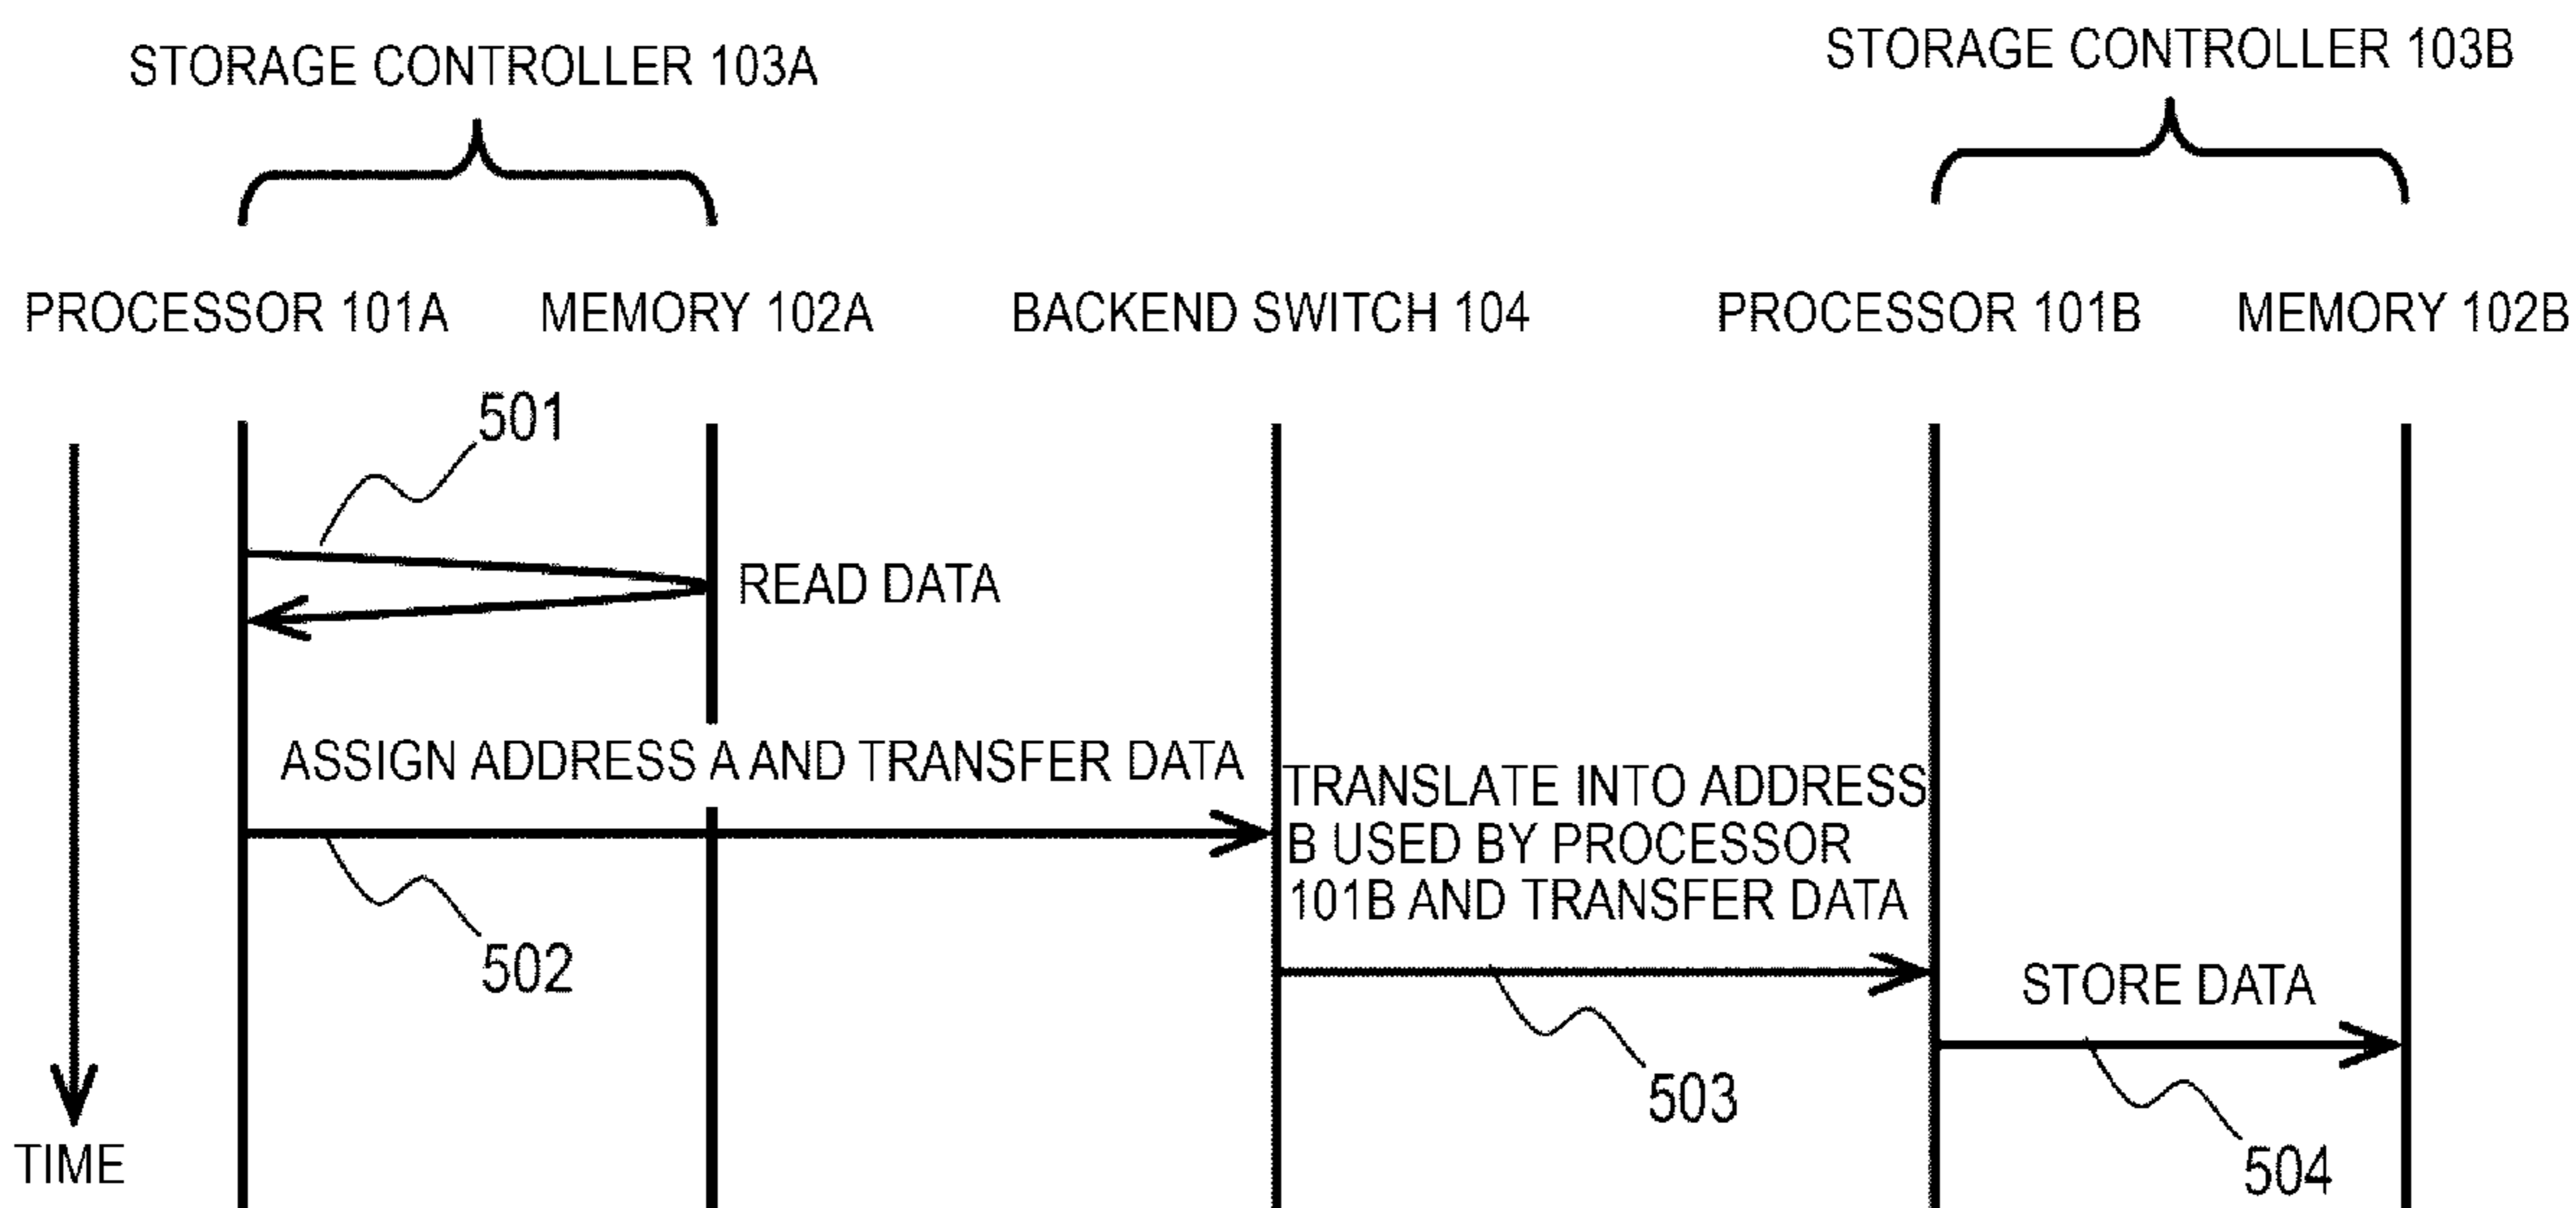 STORAGE CONTROLLER 103A
STORAGE CONTROLLER 103B
PROCESSOR 101A
MEMORY 102A
BACKEND SWITCH 104
PROCESSOR 101B
MEMORY 102B
501
READ DATA
ASSIGN ADDRESS A AND TRANSFER DATA
502
TRANSLATE INTO ADDRESS
B USED BY PROCESSOR
101B AND TRANSFER DATA
503
STORE DATA
504
TIME